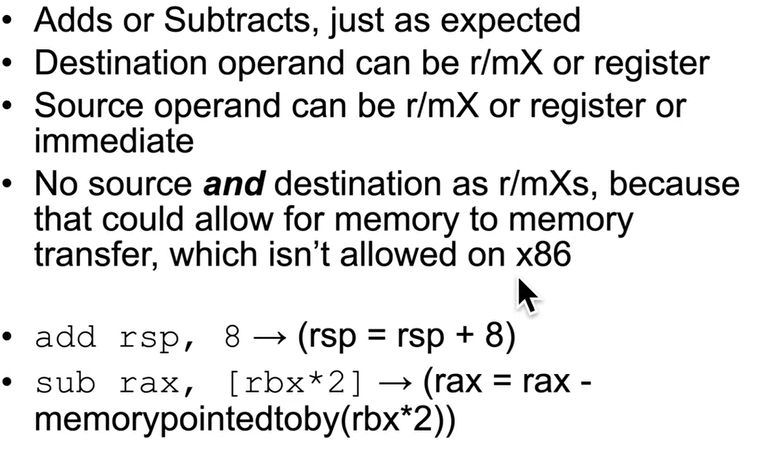 • Adds or Subtracts, just as expected
• Destination operand can be r/mX or register
• Source operand can be r/mX or register or
immediate
• No source and destination as r/mXs, because
that could allow for memory to memory
transfer, which isn’t allowed on x86
• add rsp, 8 → (rsp = rsp + 8)
• sub rax, [rbx*2] → (rax = rax -
memorypointedtoby(rbx*2))